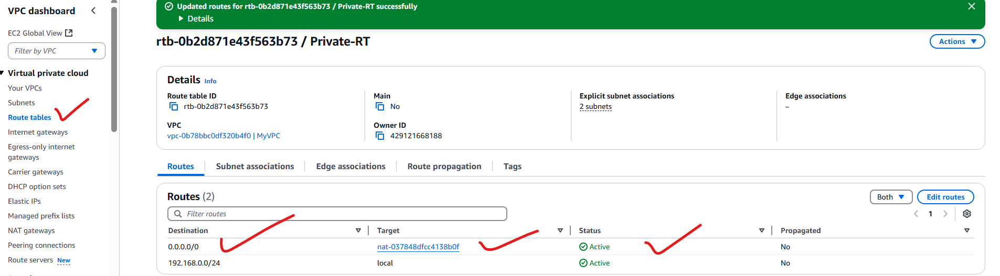 VPC dashboard
EC2 Global View
Filter by VPC
Virtual private cloud
Your VPCs
Subnets
Route tables
Internet gateways
Egress-only internet
gateways
Carrier gateways
DHCP option sets
Elastic IPs
Managed prefix lists
NAT gateways
Peering connections
Route servers New
Updated routes for rtb-0b2d871e43f563b73 / Private-RT successfully
Details
rtb-0b2d871e43f563b73 / Private-RT
Actions
Details Info
Route table ID
rtb-0b2d871e43f563b73
Main
No
Explicit subnet associations
2 subnets
Edge associations
–
VPC
vpc-0b78bbc0df320b4f0 | MyVPC
Owner ID
429121668188
Routes Subnet associations Edge associations Route propagation Tags
Routes (2)
Both Edit routes
Filter routes
1
Destination Target Status Propagated
0.0.0.0/0 nat-037848dfcc4138b0f Active No
192.168.0.0/24 local Active No